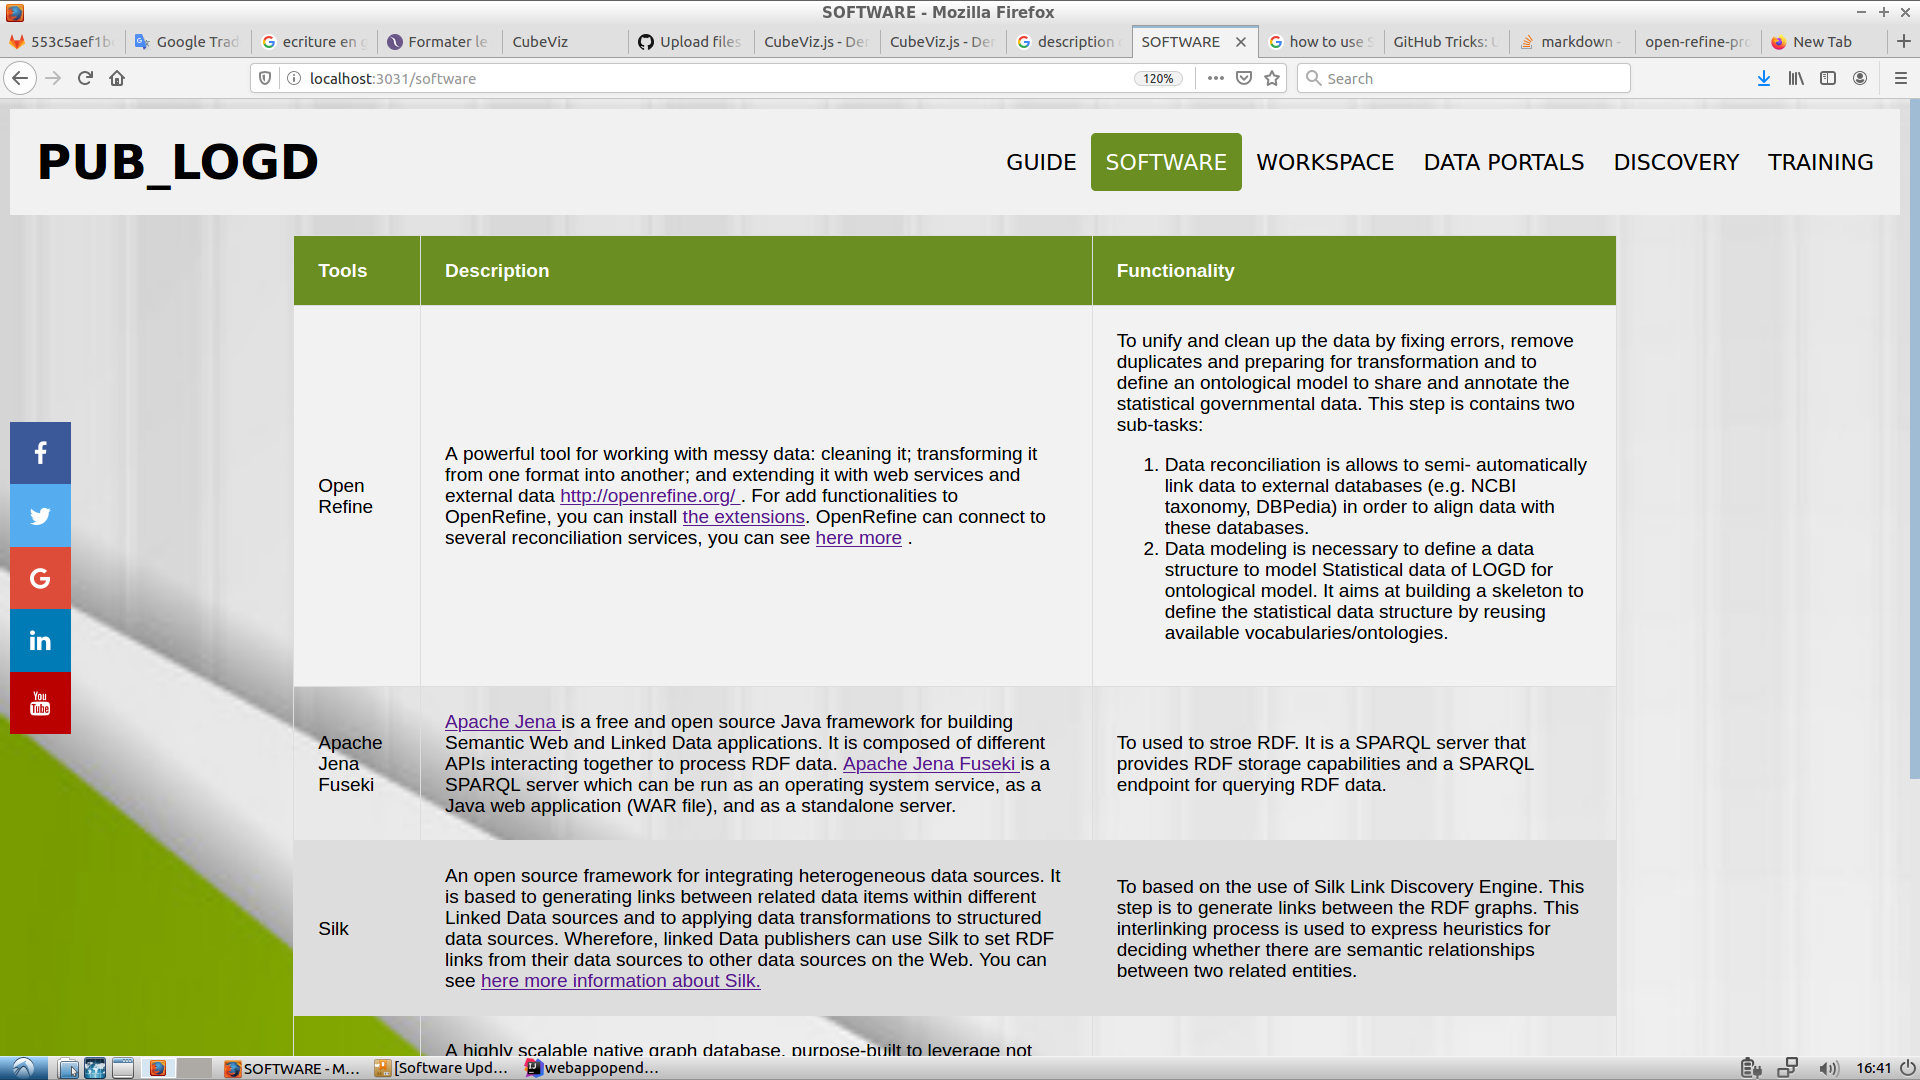 SOFTWARE - Mozilla Firefox
553c5aef1b
Google Trad
ecriture en g
Formater le
CubeViz
Upload files
CubeViz.js - Der
CubeViz.js - Der
description
SOFTWARE
how to use S
GitHub Tricks: U
markdown -
open-refine-pro
New Tab
localhost:3031/software
120%
Search
PUB_LOGD
GUIDE
SOFTWARE
WORKSPACE
DATA PORTALS
DISCOVERY
TRAINING
Tools
Description
Functionality
Open
Refine
A powerful tool for working with messy data: cleaning it; transforming it
from one format into another; and extending it with web services and
external data http://openrefine.org/ . For add functionalities to
OpenRefine, you can install the extensions. OpenRefine can connect to
several reconciliation services, you can see here more .
To unify and clean up the data by fixing errors, remove
duplicates and preparing for transformation and to
define an ontological model to share and annotate the
statistical governmental data. This step is contains two
sub-tasks:
1. Data reconciliation is allows to semi- automatically
link data to external databases (e.g. NCBI
taxonomy, DBPedia) in order to align data with
these databases.
2. Data modeling is necessary to define a data
structure to model Statistical data of LOGD for
ontological model. It aims at building a skeleton to
define the statistical data structure by reusing
available vocabularies/ontologies.
Apache
Jena
Fuseki
Apache Jena is a free and open source Java framework for building
Semantic Web and Linked Data applications. It is composed of different
APIs interacting together to process RDF data. Apache Jena Fuseki is a
SPARQL server which can be run as an operating system service, as a
Java web application (WAR file), and as a standalone server.
To used to stroe RDF. It is a SPARQL server that
provides RDF storage capabilities and a SPARQL
endpoint for querying RDF data.
Silk
An open source framework for integrating heterogeneous data sources. It
is based to generating links between related data items within different
Linked Data sources and to applying data transformations to structured
data sources. Wherefore, linked Data publishers can use Silk to set RDF
links from their data sources to other data sources on the Web. You can
see here more information about Silk.
To based on the use of Silk Link Discovery Engine. This
step is to generate links between the RDF graphs. This
interlinking process is used to express heuristics for
deciding whether there are semantic relationships
between two related entities.
A highly scalable native graph database, purpose-built to leverage not
f
G
in
You
Tube
SOFTWARE - M...
[Software Upd...
webappopend...
16:41